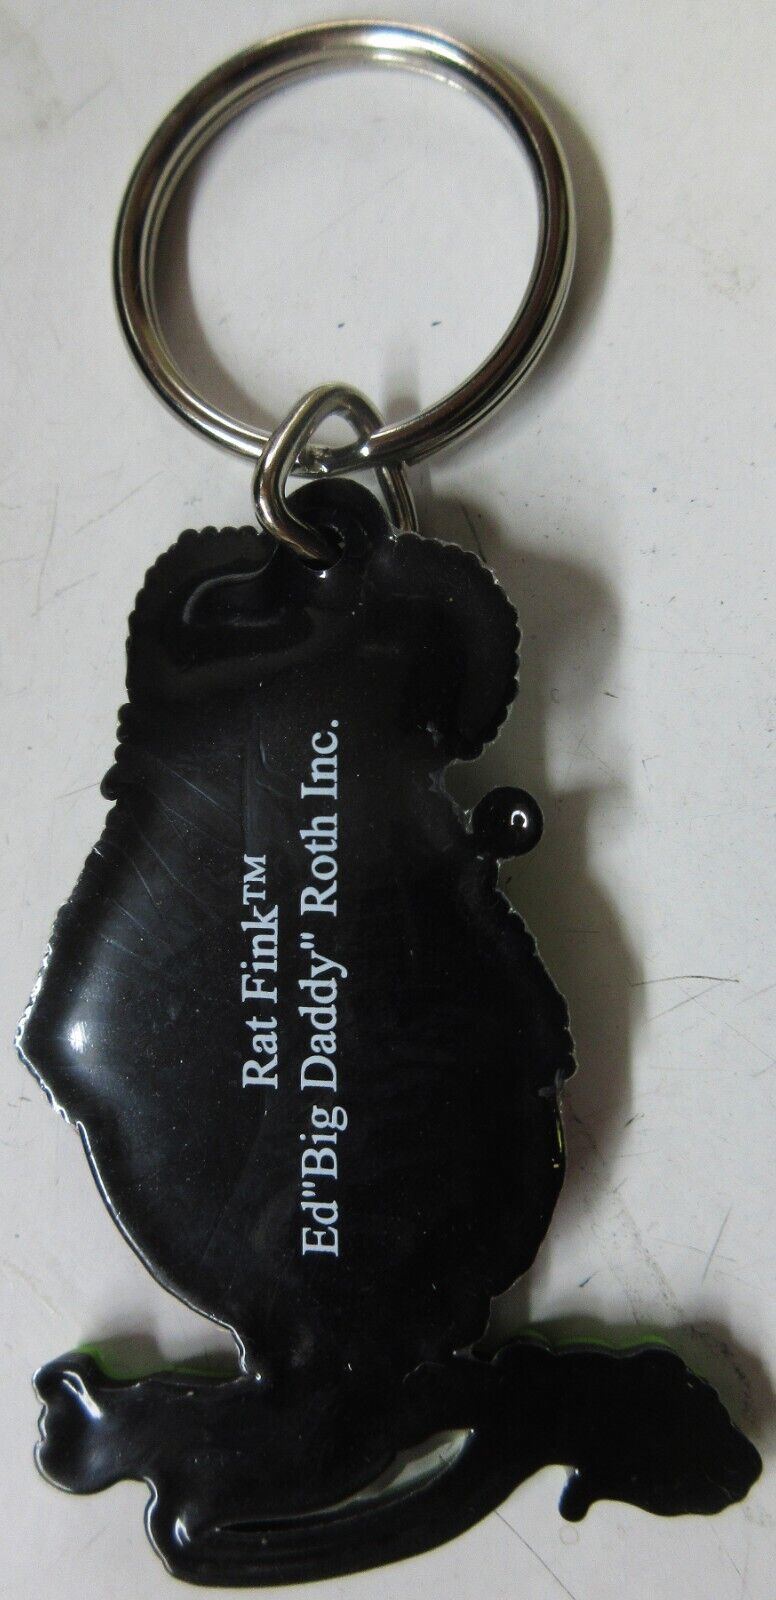 Rat Fink™
Ed"Big Daddy" Roth Inc.